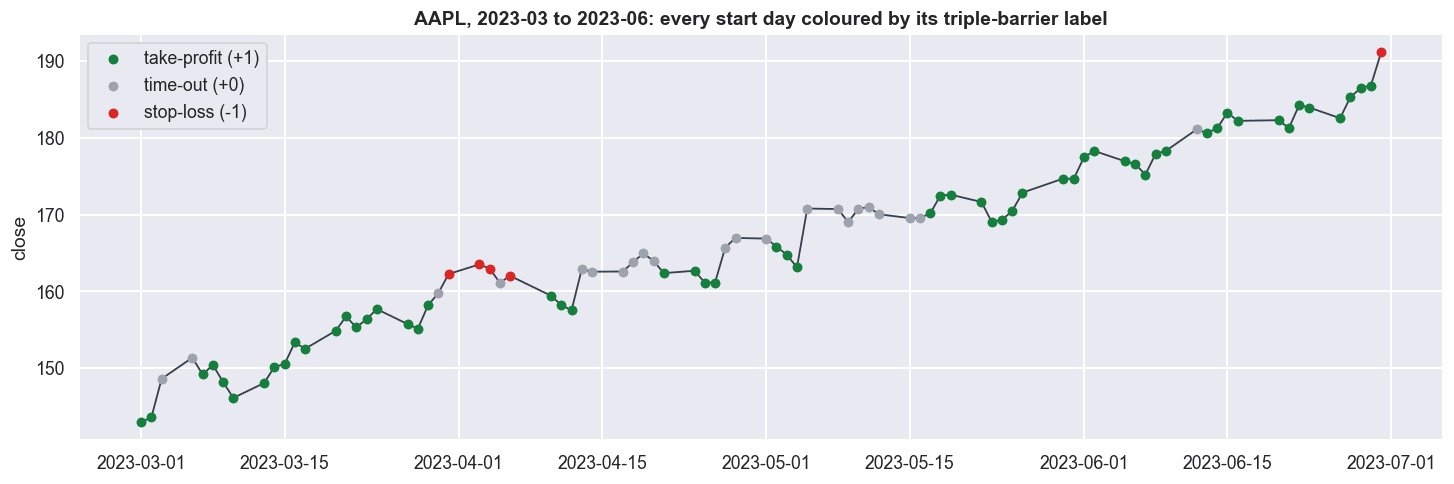 AAPL, 2023-03 to 2023-06: every start day coloured by its triple-barrier label
take-profit (+1)
time-out (+0)
stop-loss (-1)
close
190
180
170
160
150
2023-03-01 2023-03-15 2023-04-01 2023-04-15 2023-05-01 2023-05-15 2023-06-01 2023-06-15 2023-07-01